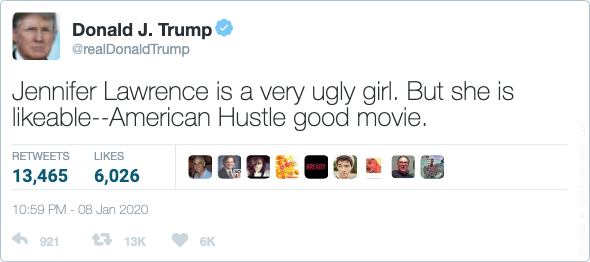 Donald J. Trump
@realDonaldTrump
Jennifer Lawrence is a very ugly girl. But she is
likeable--American Hustle good movie.
RETWEETS LIKES
13,465 6,026
#READY
10:59 PM - 08 Jan 2020
921 13K 6K